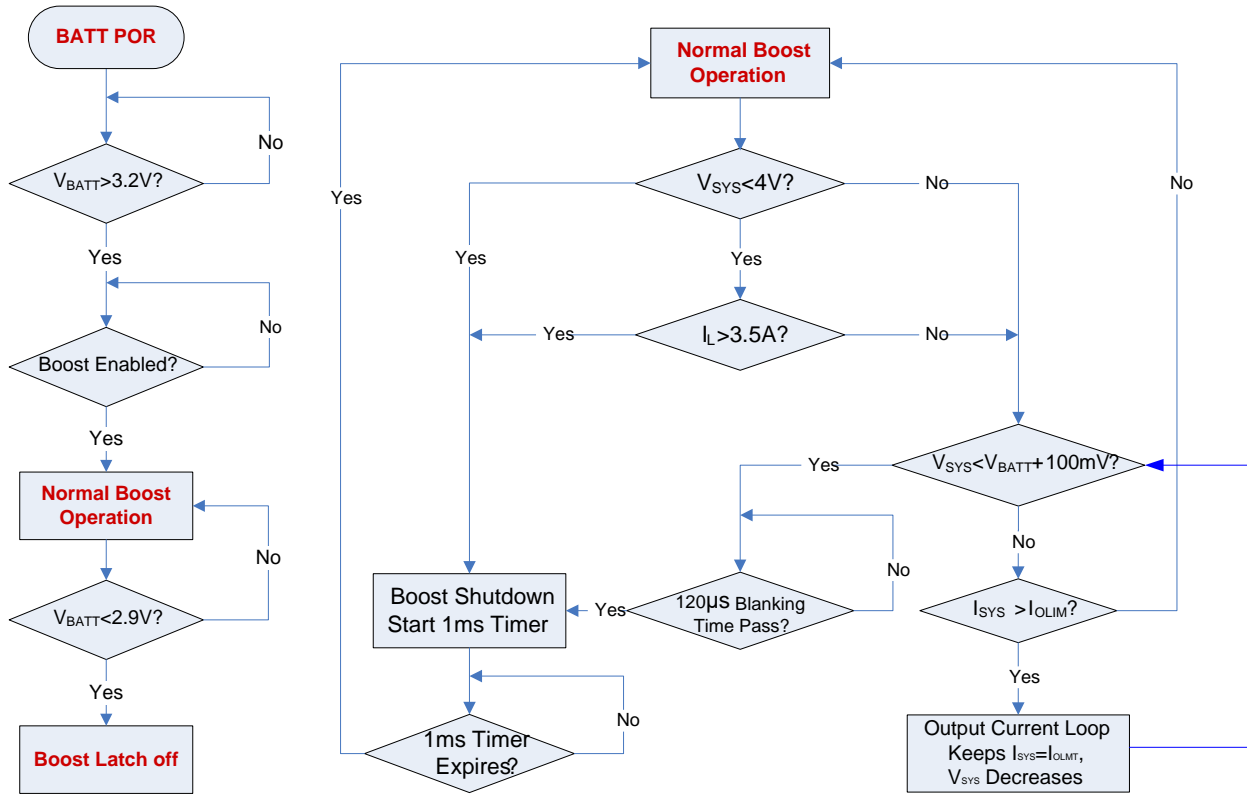 BATT POR
No
VBATT>3.2V?
Yes
No
Boost Enabled?
Yes
Normal Boost
Operation
No
VBATT<2.9V?
Yes
Boost Latch off
Normal Boost
Operation
Yes
VSYS<4V?
No
No
Yes
Yes
Yes
IL>3.5A?
No
VSYS<VBATT+100mV?
Yes
No
No
Boost Shutdown
Start 1ms Timer
Yes
120µs Blanking
Time Pass?
ISYS >IOLIM?
Yes
No
1ms Timer
Expires?
Output Current Loop
Keeps ISYS=IOLMT,
VSYS Decreases